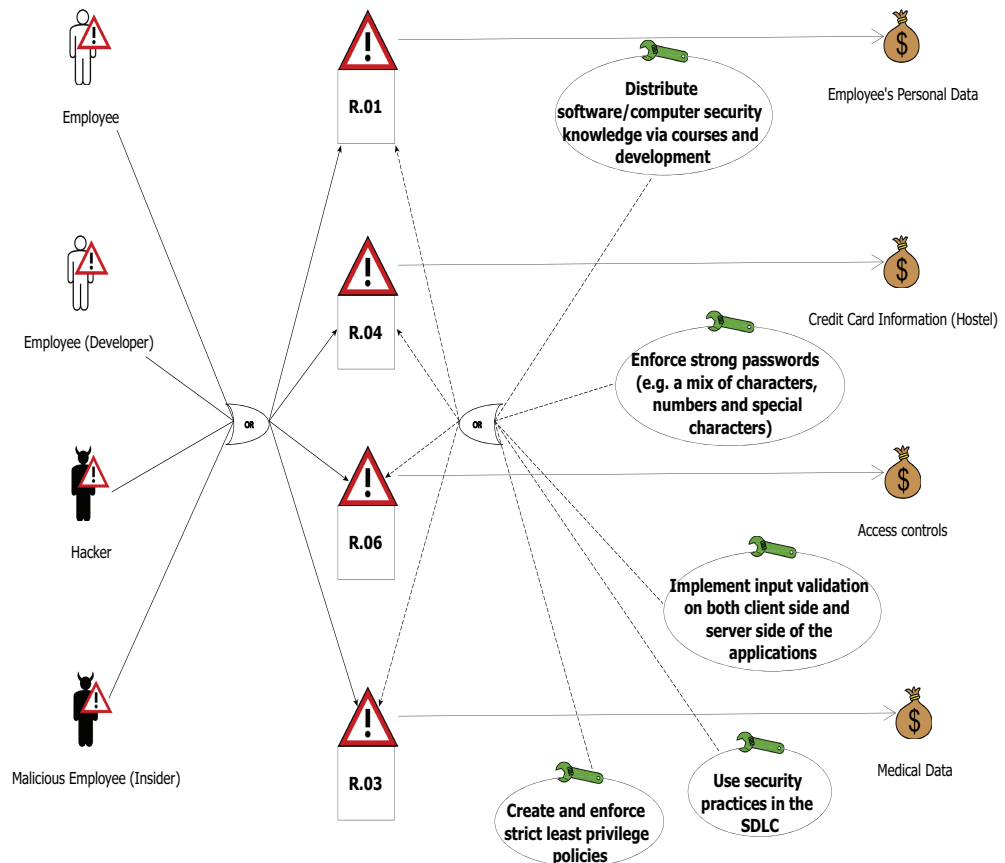 Employee
R.01
Employee's Personal Data
Distribute
software/computer security
knowledge via courses and
development
Employee (Developer)
R.04
Credit Card Information (Hostel)
Enforce strong passwords
(e.g. a mix of characters,
numbers and special
characters)
OR
OR
Hacker
R.06
Access controls
Implement input validation
on both client side and
server side of the
applications
Malicious Employee (Insider)
R.03
Medical Data
Use security
practices in the
SDLC
Create and enforce
strict least privilege
policies